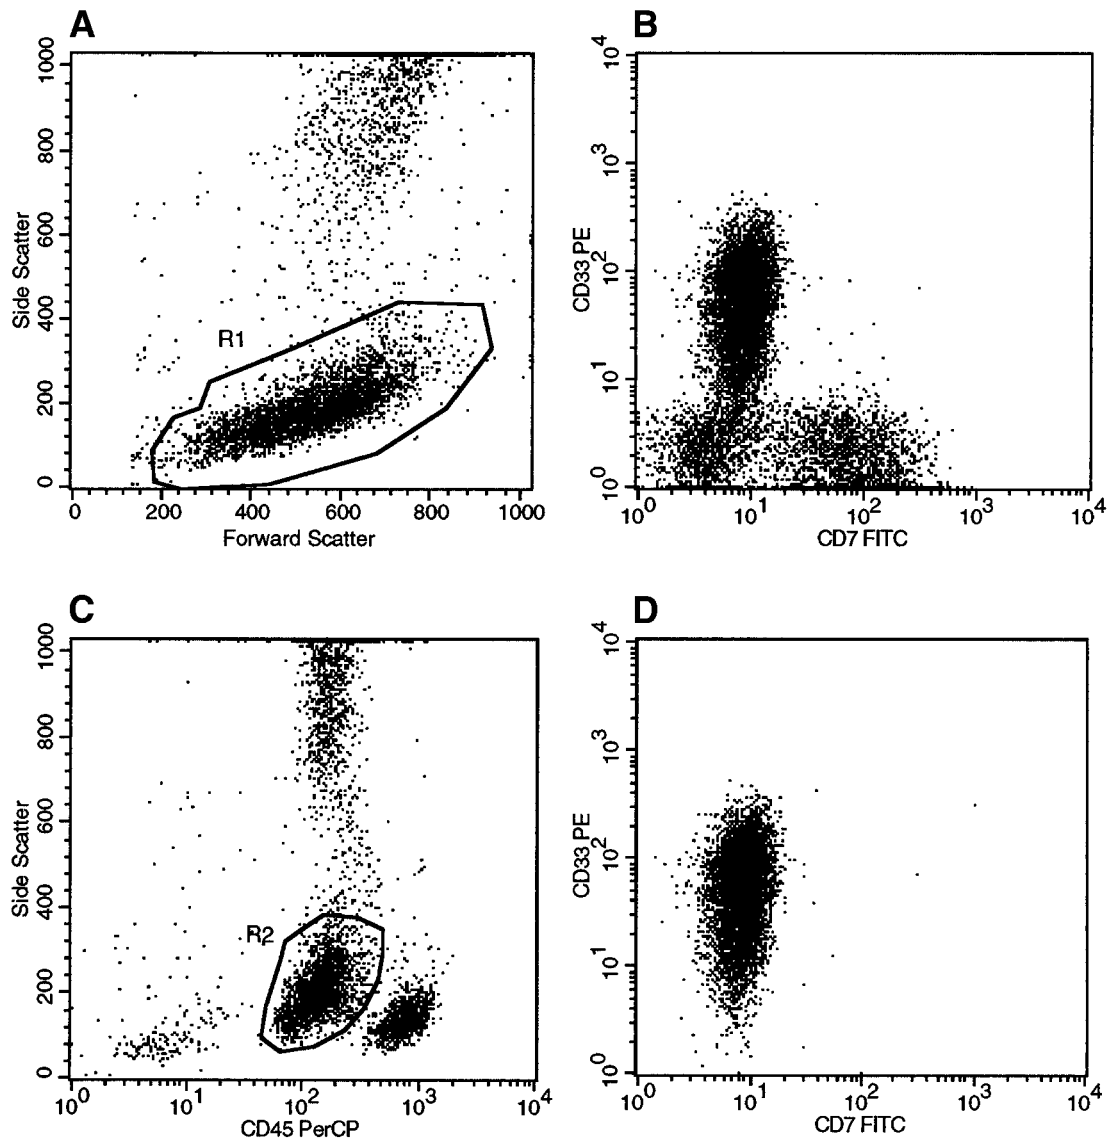 A
1000
800
600
400
200
0
Side Scatter
R1
0 200 400 600 800 1000
Forward Scatter
B
10^4
10^3
10^2
10^1
10^0
CD33 PE
10^0 10^1 10^2 10^3 10^4
CD7 FITC
C
1000
800
600
400
200
0
Side Scatter
R2
10^0 10^1 10^2 10^3 10^4
CD45 PerCP
D
10^4
10^3
10^2
10^1
10^0
CD33 PE
10^0 10^1 10^2 10^3 10^4
CD7 FITC